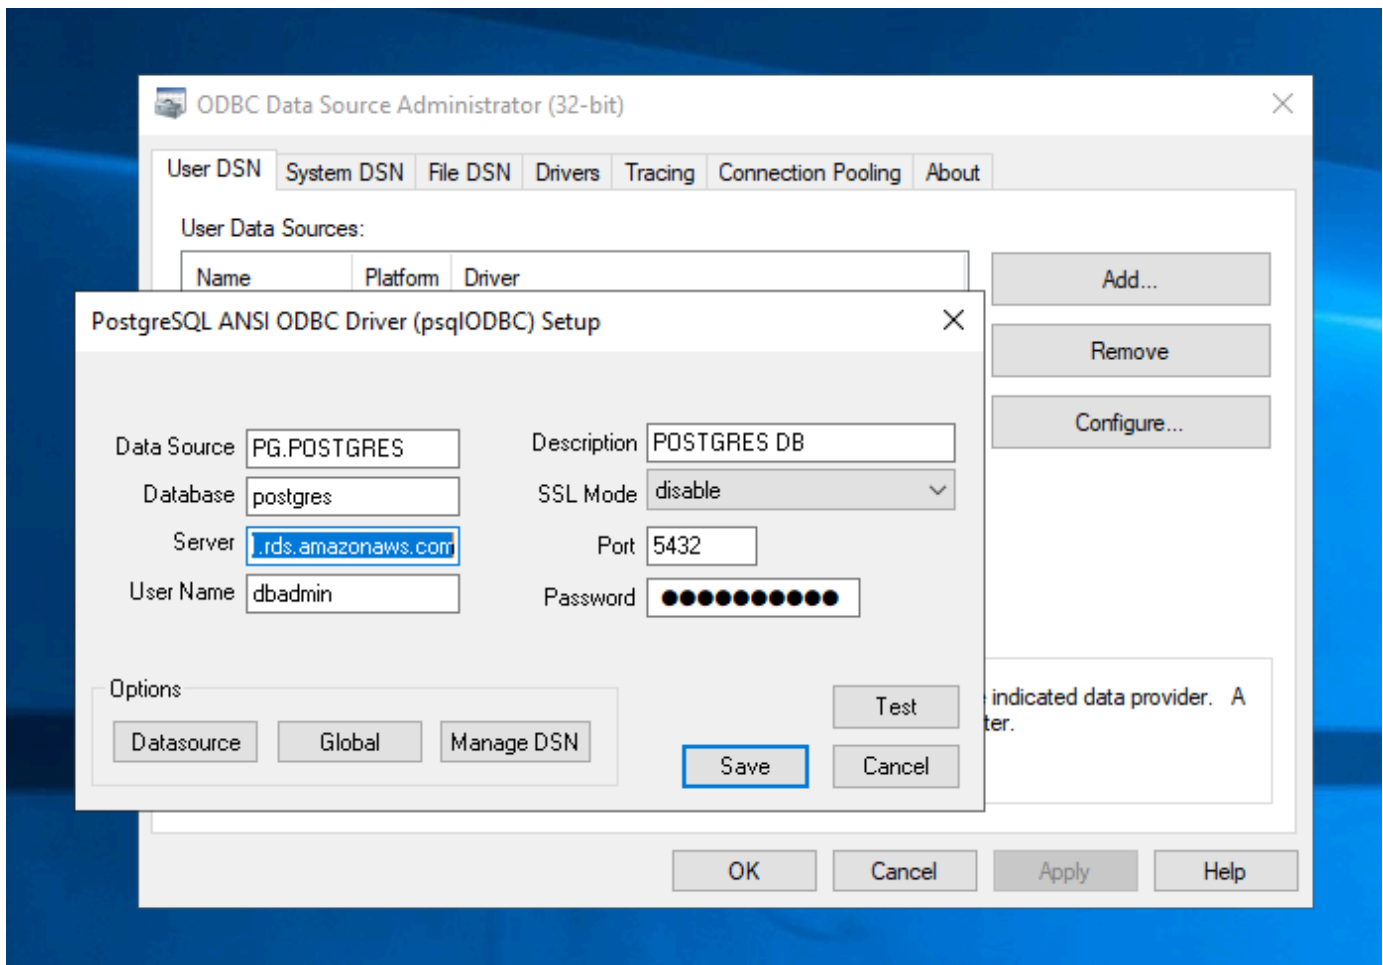 ODBC Data Source Administrator (32-bit)
User DSN System DSN File DSN Drivers Tracing Connection Pooling About
User Data Sources:
Name Platform Driver
Add...
Remove
Configure...
PostgreSQL ANSI ODBC Driver (psqlODBC) Setup
Data Source PG.POSTGRES Description POSTGRES DB
Database postgres SSL Mode disable
Server .rds.amazonaws.com Port 5432
User Name dbadmin Password ●●●●●●●●●●
Options
Datasource Global Manage DSN
Test
Save Cancel
indicated data provider. A
ter.
OK Cancel Apply Help